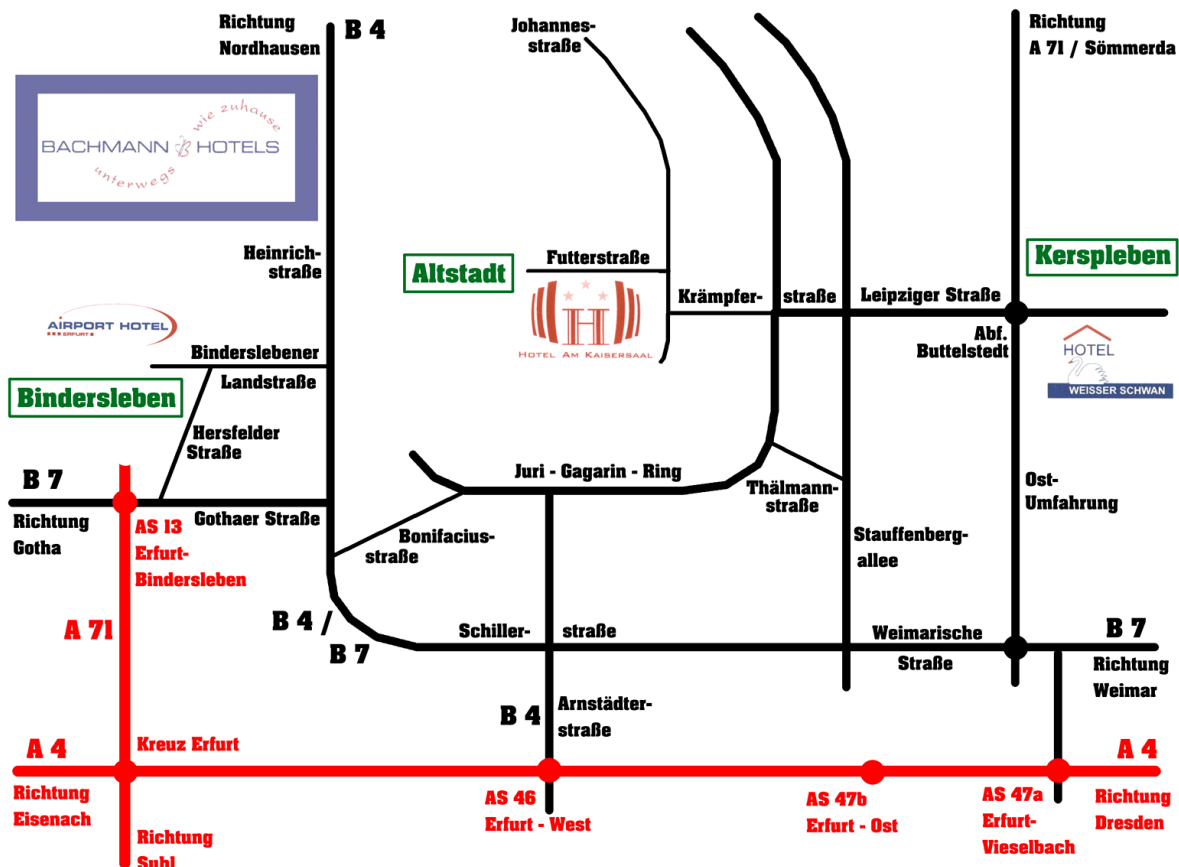 Richtung
Nordhausen
B 4
Johannes-
straße
Richtung
A 71 / Sömmerda
BACHMANN HOTELS
wie zuhause
unterwegs
Heinrich-
straße
Altstadt
Futterstraße
Kerspleben
Krämpfer- straße
Leipziger Straße
AIRPORT HOTEL
ERFURT
H
HOTEL AM KAISERSAAL
Abf.
Buttelstedt
HOTEL
WEISSER SCHWAN
Binderslebener
Landstraße
Bindersleben
Hersfelder
Straße
Juri - Gagarin - Ring
Thälmann-
straße
Ost-
Umfahrung
B 7
Richtung
Gotha
AS 13
Erfurt-
Bindersleben
Gothaer Straße
Bonifacius-
straße
Stauffenberg-
allee
A 71
B 4 /
B 7
Schiller- straße
Weimarische
Straße
B 7
Richtung
Weimar
B 4
Arnstädter-
straße
A 4
Richtung
Eisenach
Kreuz Erfurt
Richtung
Suhl
AS 46
Erfurt - West
AS 47b
Erfurt - Ost
AS 47a
Erfurt-
Vieselbach
A 4
Richtung
Dresden